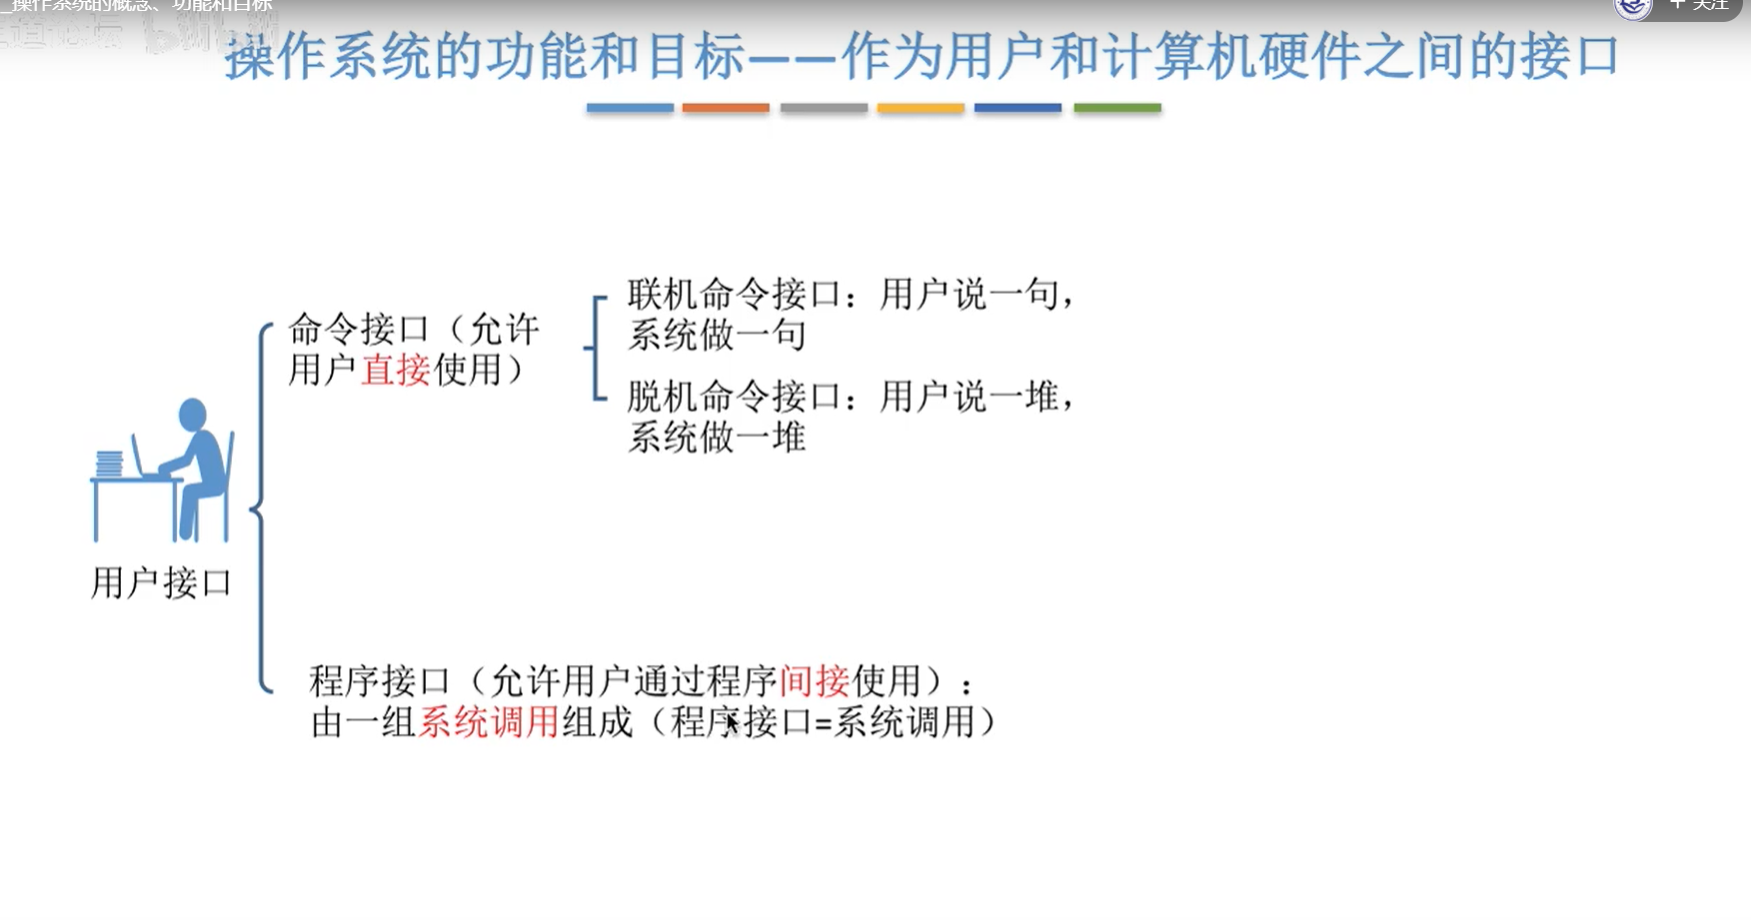 操作系统的概念、功能和目标
关注
操作系统的功能和目标——作为用户和计算机硬件之间的接口
联机命令接口：用户说一句，
系统做一句
命令接口（允许
用户直接使用）
脱机命令接口：用户说一堆，
系统做一堆
用户接口
程序接口（允许用户通过程序间接使用）：
由一组系统调用组成（程序接口=系统调用）